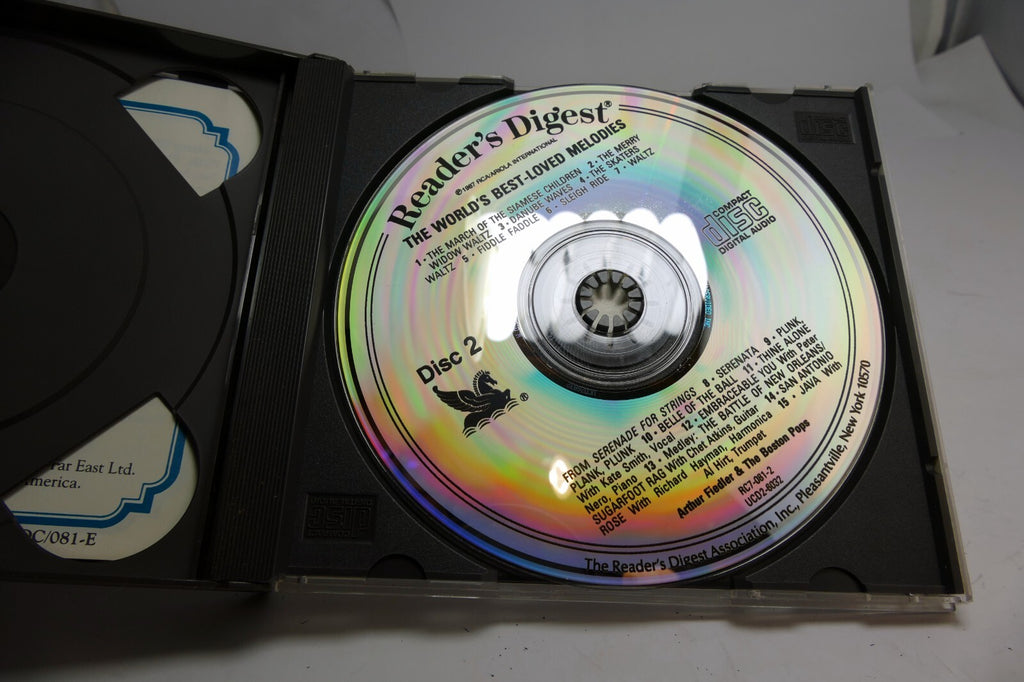 Reader's Digest®
℗1987 RCA/ARIOLA INTERNATIONAL
THE WORLD'S BEST-LOVED MELODIES
1 · THE MARCH OF THE SIAMESE CHILDREN 2 · THE MERRY
WIDOW WALTZ 3 · DANUBE WAVES 4 · THE SKATERS
WALTZ 5 · FIDDLE FADDLE 6 · SLEIGH RIDE 7 · WALTZ
COMPACT
disc
DIGITAL AUDIO
Disc 2
®
FROM SERENADE FOR STRINGS 8 · SERENATA 9 · PLINK,
PLANK, PLUNK! 10 · BELLE OF THE BALL 11 · THINE ALONE
With Kate Smith, Vocal 12 · EMBRACEABLE YOU With Peter
Nero, Piano 13 · Medley: THE BATTLE OF NEW ORLEANS/
SUGARFOOT RAG With Chet Atkins, Guitar 14 · SAN ANTONIO
ROSE With Richard Hayman, Harmonica 15 · JAVA With
Al Hirt, Trumpet
Arthur Fiedler & The Boston Pops
RC7-081-2
UCD2-6032
The Reader's Digest Association, Inc., Pleasantville, New York 10570
Far East Ltd.
merica.
C/081-E